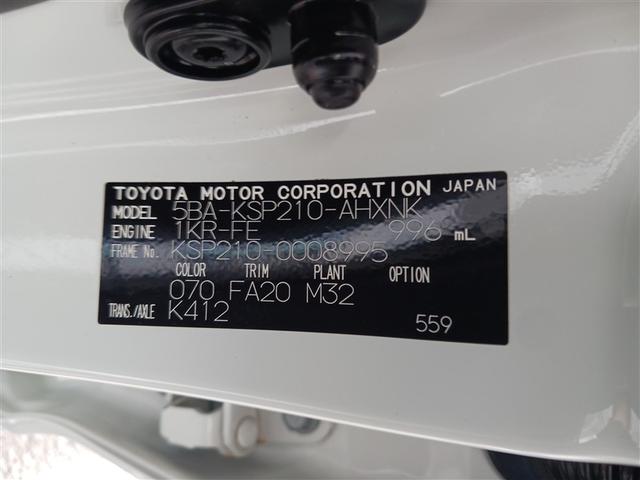 TOYOTA MOTOR CORPORATION JAPAN
MODEL 5BA-KSP210-AHXNK
ENGINE 1KR-FE 996 mL
FRAME No. KSP210-0008995
COLOR TRIM PLANT OPTION
070 FA20 M32
TRANS./AXLE K412
559